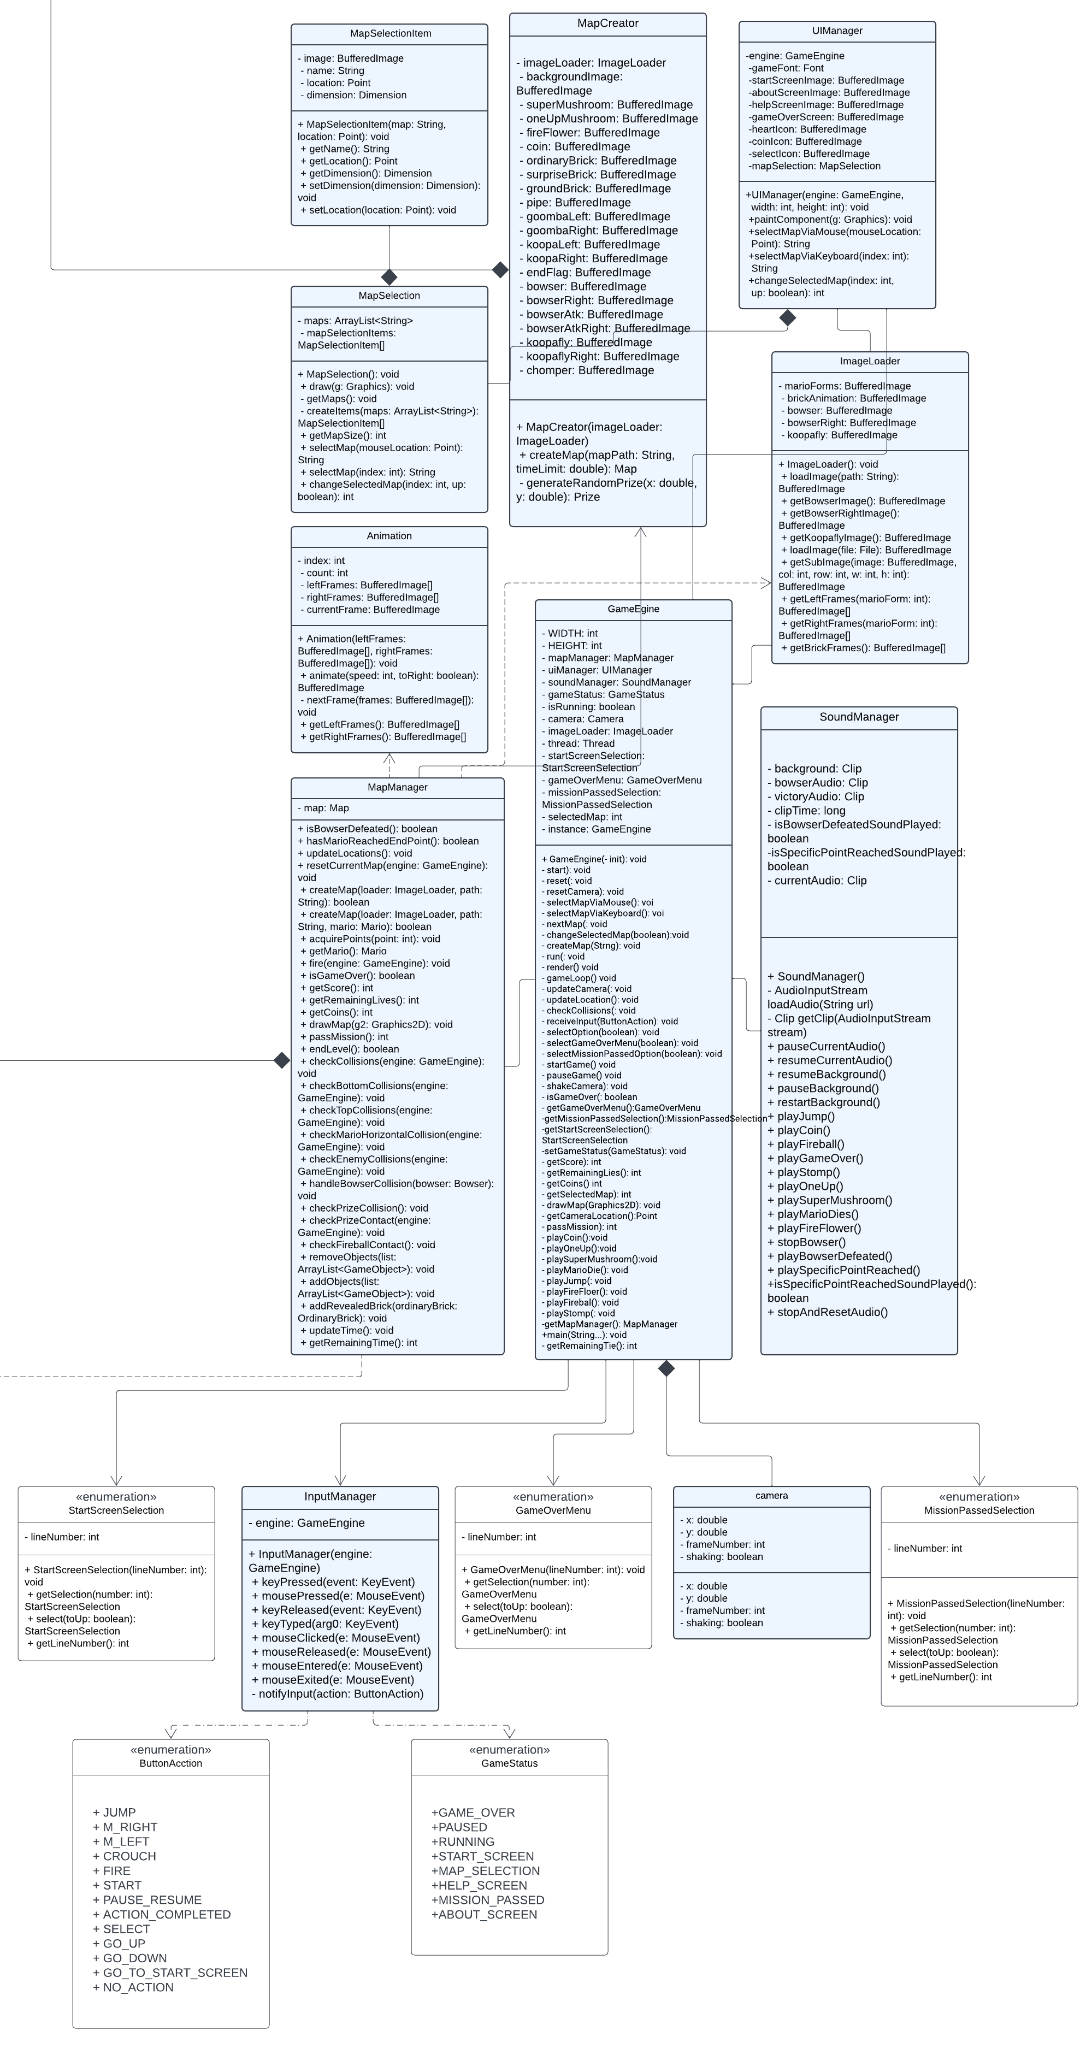 MapSelectionItem
- image: BufferedImage
- name: String
- location: Point
- dimension: Dimension
+ MapSelectionItem(map: String,
location: Point): void
+ getName(): String
+ getLocation(): Point
+ getDimension(): Dimension
+ setDimension(dimension: Dimension):
void
+ setLocation(location: Point): void
MapCreator
- imageLoader: ImageLoader
- backgroundImage:
BufferedImage
- superMushroom: BufferedImage
- oneUpMushroom: BufferedImage
- fireFlower: BufferedImage
- coin: BufferedImage
- ordinaryBrick: BufferedImage
- surpriseBrick: BufferedImage
- groundBrick: BufferedImage
- pipe: BufferedImage
- goombaLeft: BufferedImage
- goombaRight: BufferedImage
- koopaLeft: BufferedImage
- koopaRight: BufferedImage
- endFlag: BufferedImage
- bowser: BufferedImage
- bowserRight: BufferedImage
- bowserAtk: BufferedImage
- bowserAtkRight: BufferedImage
- koopafly: BufferedImage
- koopaflyRight: BufferedImage
- chomper: BufferedImage
+ MapCreator(imageLoader:
ImageLoader)
+ createMap(mapPath: String,
timeLimit: double): Map
- generateRandomPrize(x: double,
y: double): Prize
UIManager
-engine: GameEngine
-gameFont: Font
-startScreenImage: BufferedImage
-aboutScreenImage: BufferedImage
-helpScreenImage: BufferedImage
-gameOverScreen: BufferedImage
-heartIcon: BufferedImage
-coinIcon: BufferedImage
-selectIcon: BufferedImage
-mapSelection: MapSelection
+UIManager(engine: GameEngine,
width: int, height: int): void
+paintComponent(g: Graphics): void
+selectMapViaMouse(mouseLocation:
Point): String
+selectMapViaKeyboard(index: int):
String
+changeSelectedMap(index: int,
up: boolean): int
MapSelection
- maps: ArrayList<String>
- mapSelectionItems:
MapSelectionItem[]
+ MapSelection(): void
+ draw(g: Graphics): void
- getMaps(): void
- createItems(maps: ArrayList<String>):
MapSelectionItem[]
+ getMapSize(): int
+ selectMap(mouseLocation: Point):
String
+ selectMap(index: int): String
+ changeSelectedMap(index: int, up:
boolean): int
ImageLoader
- marioForms: BufferedImage
- brickAnimation: BufferedImage
- bowser: BufferedImage
- bowserRight: BufferedImage
- koopafly: BufferedImage
+ ImageLoader(): void
+ loadImage(path: String):
BufferedImage
+ getBowserImage(): BufferedImage
+ getBowserRightImage():
BufferedImage
+ getKoopaflyImage(): BufferedImage
+ loadImage(file: File): BufferedImage
+ getSubImage(image: BufferedImage,
col: int, row: int, w: int, h: int):
BufferedImage
+ getLeftFrames(marioForm: int):
BufferedImage[]
+ getRightFrames(marioForm: int):
BufferedImage[]
+ getBrickFrames(): BufferedImage[]
Animation
- index: int
- count: int
- leftFrames: BufferedImage[]
- rightFrames: BufferedImage[]
- currentFrame: BufferedImage
+ Animation(leftFrames:
BufferedImage[], rightFrames:
BufferedImage[]): void
+ animate(speed: int, toRight: boolean):
BufferedImage
- nextFrame(frames: BufferedImage[]):
void
+ getLeftFrames(): BufferedImage[]
+ getRightFrames(): BufferedImage[]
GameEgine
- WIDTH: int
- HEIGHT: int
- mapManager: MapManager
- uiManager: UIManager
- soundManager: SoundManager
- gameStatus: GameStatus
- isRunning: boolean
- camera: Camera
- imageLoader: ImageLoader
- thread: Thread
- startScreenSelection:
StartScreenSelection
- gameOverMenu: GameOverMenu
- missionPassedSelection:
MissionPassedSelection
- selectedMap: int
- instance: GameEngine
+ GameEngine(- init): void
- start): void
- reset(: void
- resetCamera): void
- selectMapViaMouse(): voi
- selectMapViaKeyboard(): voi
- nextMap(: void
- changeSelectedMap(boolean):void
- createMap(Strng): void
- run(: void
- render() void
- gameLoop() void
- updateCamera(: void
- updateLocation(): void
- checkCollisions(: void
- receiveInput(ButtonAction): void
- selectOption(boolean): void
- selectGameOverMenu(boolean): void
- selectMissionPassedOption(boolean): void
- startGame() void
- pauseGame() void
- shakeCamera): void
- isGameOver(: boolean
- getGameOverMenu():GameOverMenu
-getMissionPassedSelection():MissionPassedSelection
-getStartScreenSelection():
StartScreenSelection
-setGameStatus(GameStatus): void
- getScore): int
- getRemainingLies(): int
- getCoins() int
- getSelectedMap): int
- drawMap(Graphics2D): void
- getCameraLocation():Point
- passMission): int
- playCoin():void
- playOneUp():void
- playSuperMushroom():void
- playMarioDie(): void
- playJump(: void
- playFireFloer(): void
- playFirebal(): void
- playStomp(: void
-getMapManager(): MapManager
+main(String...): void
- getRemainingTie(): int
SoundManager
- background: Clip
- bowserAudio: Clip
- victoryAudio: Clip
- clipTime: long
- isBowserDefeatedSoundPlayed:
boolean
-isSpecificPointReachedSoundPlayed:
boolean
- currentAudio: Clip
+ SoundManager()
- AudioInputStream
loadAudio(String url)
- Clip getClip(AudioInputStream
stream)
+ pauseCurrentAudio()
+ resumeCurrentAudio()
+ resumeBackground()
+ pauseBackground()
+ restartBackground()
+ playJump()
+ playCoin()
+ playFireball()
+ playGameOver()
+ playStomp()
+ playOneUp()
+ playSuperMushroom()
+ playMarioDies()
+ playFireFlower()
+ stopBowser()
+ playBowserDefeated()
+ playSpecificPointReached()
+isSpecificPointReachedSoundPlayed():
boolean
+ stopAndResetAudio()
MapManager
- map: Map
+ isBowserDefeated(): boolean
+ hasMarioReachedEndPoint(): boolean
+ updateLocations(): void
+ resetCurrentMap(engine: GameEngine):
void
+ createMap(loader: ImageLoader, path:
String): boolean
+ createMap(loader: ImageLoader, path:
String, mario: Mario): boolean
+ acquirePoints(point: int): void
+ getMario(): Mario
+ fire(engine: GameEngine): void
+ isGameOver(): boolean
+ getScore(): int
+ getRemainingLives(): int
+ getCoins(): int
+ drawMap(g2: Graphics2D): void
+ passMission(): int
+ endLevel(): boolean
+ checkCollisions(engine: GameEngine):
void
+ checkBottomCollisions(engine:
GameEngine): void
+ checkTopCollisions(engine:
GameEngine): void
+ checkMarioHorizontalCollision(engine:
GameEngine): void
+ checkEnemyCollisions(engine:
GameEngine): void
+ handleBowserCollision(bowser: Bowser):
void
+ checkPrizeCollision(): void
+ checkPrizeContact(engine:
GameEngine): void
+ checkFireballContact(): void
+ removeObjects(list:
ArrayList<GameObject>): void
+ addObjects(list:
ArrayList<GameObject>): void
+ addRevealedBrick(ordinaryBrick:
OrdinaryBrick): void
+ updateTime(): void
+ getRemainingTime(): int
«enumeration»
StartScreenSelection
- lineNumber: int
+ StartScreenSelection(lineNumber: int):
void
+ getSelection(number: int):
StartScreenSelection
+ select(toUp: boolean):
StartScreenSelection
+ getLineNumber(): int
InputManager
- engine: GameEngine
+ InputManager(engine:
GameEngine)
+ keyPressed(event: KeyEvent)
+ mousePressed(e: MouseEvent)
+ keyReleased(event: KeyEvent)
+ keyTyped(arg0: KeyEvent)
+ mouseClicked(e: MouseEvent)
+ mouseReleased(e: MouseEvent)
+ mouseEntered(e: MouseEvent)
+ mouseExited(e: MouseEvent)
- notifyInput(action: ButtonAction)
«enumeration»
GameOverMenu
- lineNumber: int
+ GameOverMenu(lineNumber: int): void
+ getSelection(number: int):
GameOverMenu
+ select(toUp: boolean):
GameOverMenu
+ getLineNumber(): int
camera
- x: double
- y: double
- frameNumber: int
- shaking: boolean
- x: double
- y: double
- frameNumber: int
- shaking: boolean
«enumeration»
MissionPassedSelection
- lineNumber: int
+ MissionPassedSelection(lineNumber:
int): void
+ getSelection(number: int):
MissionPassedSelection
+ select(toUp: boolean):
MissionPassedSelection
+ getLineNumber(): int
«enumeration»
ButtonAcction
+ JUMP
+ M_RIGHT
+ M_LEFT
+ CROUCH
+ FIRE
+ START
+ PAUSE_RESUME
+ ACTION_COMPLETED
+ SELECT
+ GO_UP
+ GO_DOWN
+ GO_TO_START_SCREEN
+ NO_ACTION
«enumeration»
GameStatus
+GAME_OVER
+PAUSED
+RUNNING
+START_SCREEN
+MAP_SELECTION
+HELP_SCREEN
+MISSION_PASSED
+ABOUT_SCREEN